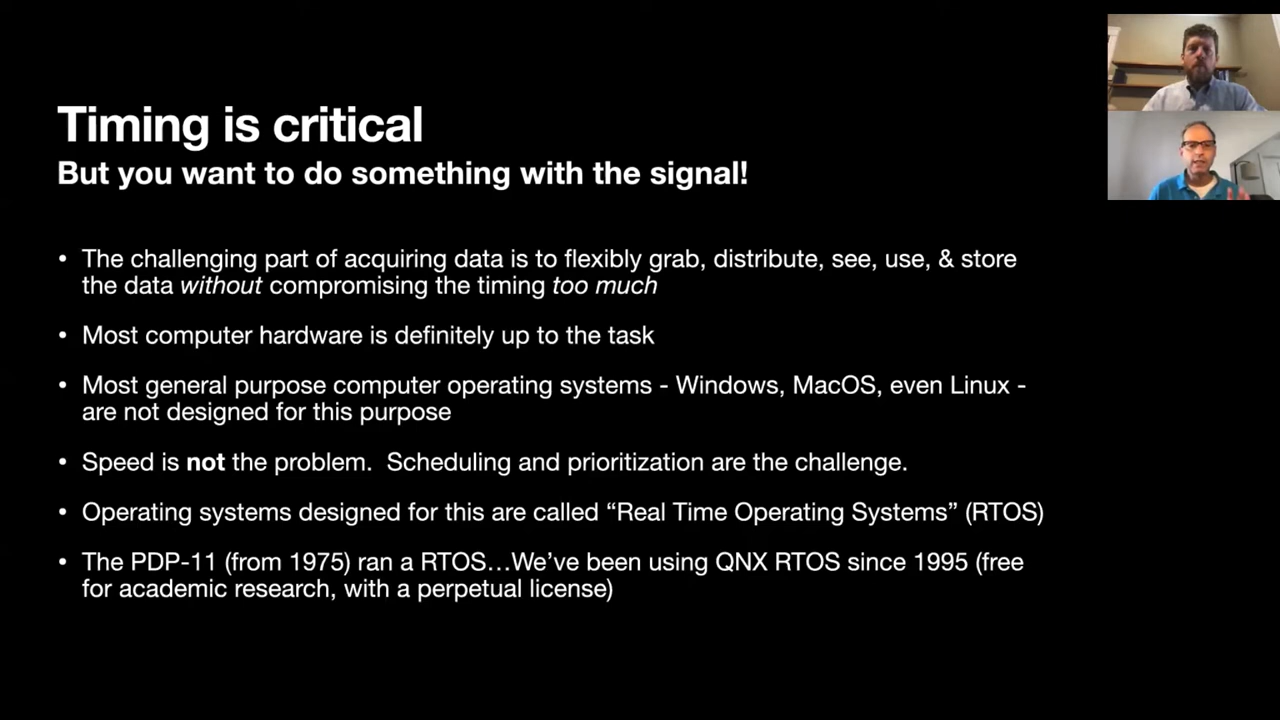 Timing is critical
But you want to do something with the signal!
• The challenging part of acquiring data is to flexibly grab, distribute, see, use, & store
the data without compromising the timing too much
• Most computer hardware is definitely up to the task
• Most general purpose computer operating systems - Windows, MacOS, even Linux -
are not designed for this purpose
• Speed is not the problem.  Scheduling and prioritization are the challenge.
• Operating systems designed for this are called “Real Time Operating Systems” (RTOS)
• The PDP-11 (from 1975) ran a RTOS…We’ve been using QNX RTOS since 1995 (free
for academic research, with a perpetual license)